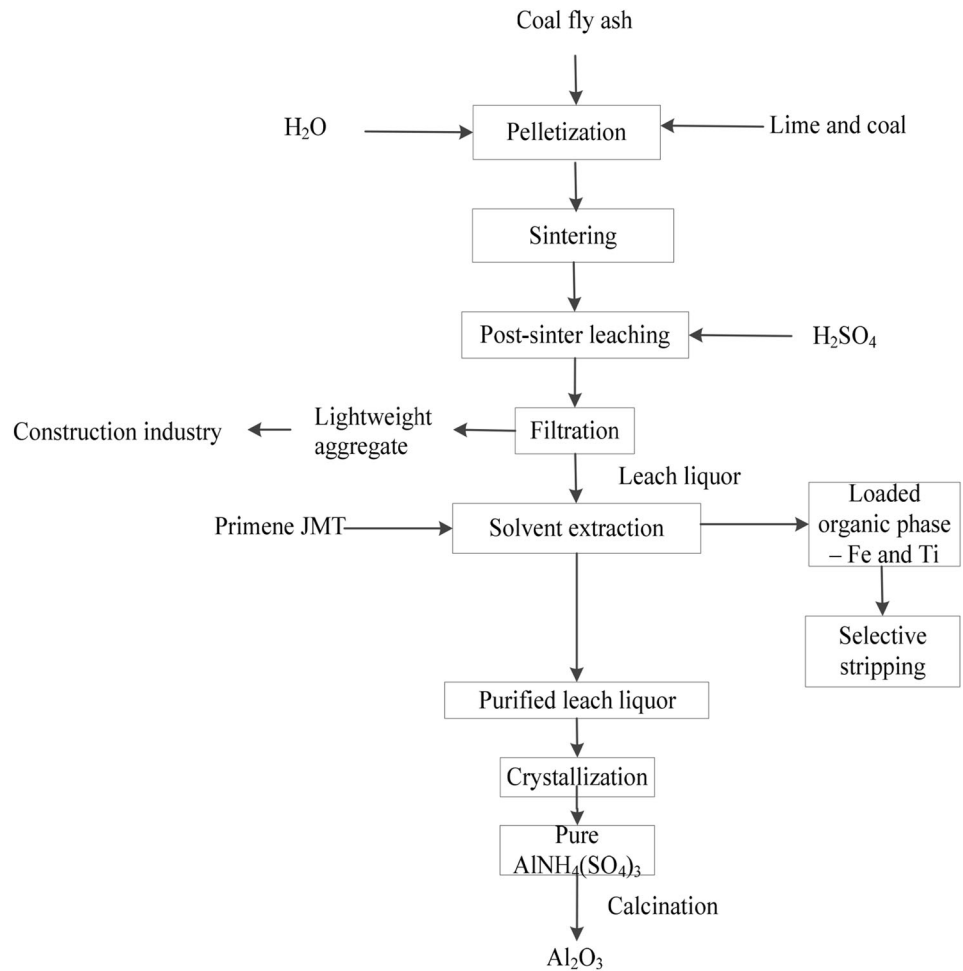 Coal fly ash
H₂O
Pelletization
Lime and coal
Sintering
Post-sinter leaching
H₂SO₄
Construction industry
Lightweight
aggregate
Filtration
Leach liquor
Primene JMT
Solvent extraction
Loaded
organic phase
– Fe and Ti
Selective
stripping
Purified leach liquor
Crystallization
Pure
AlNH₄(SO₄)₃
Calcination
Al₂O₃